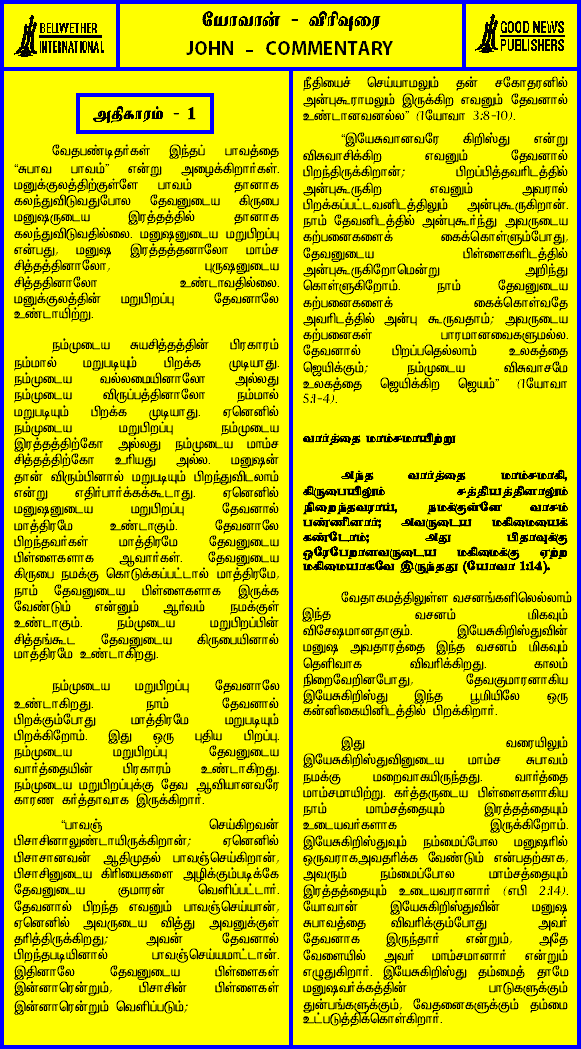 BELWETHER
INTERNATIONAL
யோவான் - விரிவுரை
JOHN - COMMENTARY
GOOD NEWS
PUBLISHERS
அதிகாரம் - 1
வேதபண்டிதர்கள் இந்தப் பாவத்தை
“சுபாவ பாவம்” என்று அழைக்கிறார்கள்.
மனுக்குலத்திற்குள்ளே பாவம் தானாக
கலந்துவிடுவதுபோல தேவனுடைய கிருபை
மனுஷருடைய இரத்தத்தில் தானாக
கலந்துவிடுவதில்லை. மனுஷனுடைய மறுபிறப்பு
என்பது, மனுஷ இரத்தத்தனாலோ மாம்ச
சித்தத்தினாலோ, புருஷனுடைய
சித்ததினாலோ உண்டாவதில்லை.
மனுக்குலத்தின் மறுபிறப்பு தேவனாலே
உண்டாயிற்று.
நம்முடைய சுயசித்தத்தின் பிரகாரம்
நம்மால் மறுபடியும் பிறக்க முடியாது.
நம்முடைய வல்லமையினாலோ அல்லது
நம்முடைய விருப்பத்தினாலோ நம்மால்
மறுபடியும் பிறக்க முடியாது. ஏனெனில்
நம்முடைய மறுபிறப்பு நம்முடைய
இரத்தத்திற்கோ அல்லது நம்முடைய மாம்ச
சித்தத்திற்கோ உரியது அல்ல. மனுஷன்
தான் விரும்பினால் மறுபடியும் பிறந்துவிடலாம்
என்று எதிர்பார்க்கக்கூடாது. ஏனெனில்
மனுஷனுடைய மறுபிறப்பு தேவனால்
மாத்திரமே உண்டாகும். தேவனாலே
பிறந்தவர்கள் மாத்திரமே தேவனுடைய
பிள்ளைகளாக ஆவார்கள். தேவனுடைய
கிருபை நமக்கு கொடுக்கப்பட்டால் மாத்திரமே,
நாம் தேவனுடைய பிள்ளைகளாக இருக்க
வேண்டும் என்னும் ஆர்வம் நமக்குள்
உண்டாகும். நம்முடைய மறுபிறப்பின்
சித்தங்கூட தேவனுடைய கிருபையினால்
மாத்திரமே உண்டாகிறது.
நம்முடைய மறுபிறப்பு தேவனாலே
உண்டாகிறது. நாம் தேவனால்
பிறக்கும்போது மாத்திரமே மறுபடியும்
பிறக்கிறோம். இது ஒரு புதிய பிறப்பு.
நம்முடைய மறுபிறப்பு தேவனுடைய
வார்த்தையின் பிரகாரம் உண்டாகிறது.
நம்முடைய மறுபிறப்புக்கு தேவ ஆவியானவரே
காரண கர்த்தாவாக இருக்கிறார்.
“பாவஞ் செய்கிறவன்
பிசாசினாலுண்டாயிருக்கிறான்; ஏனெனில்
பிசாசானவன் ஆதிமுதல் பாவஞ்செய்கிறான்,
பிசாசினுடைய கிரியைகளை அழிக்கும்படிக்கே
தேவனுடைய குமாரன் வெளிப்பட்டார்.
தேவனால் பிறந்த எவனும் பாவஞ்செய்யான்,
ஏனெனில் அவருடைய வித்து அவனுக்குள்
தரித்திருக்கிறது; அவன் தேவனால்
பிறந்தபடியினால் பாவஞ்செய்யமாட்டான்.
இதினாலே தேவனுடைய பிள்ளைகள்
இன்னாரென்றும், பிசாசின் பிள்ளைகள்
இன்னாரென்றும் வெளிப்படும்;
நீதியைச் செய்யாமலும் தன் சகோதரனில்
அன்புகூராமலும் இருக்கிற எவனும் தேவனால்
உண்டானவனல்ல” (1யோவா 3:8-10).
“இயேசுவானவரே கிறிஸ்து என்று
விசுவாசிக்கிற எவனும் தேவனால்
பிறந்திருக்கிறான்; பிறப்பித்தவரிடத்தில்
அன்புகூருகிற எவனும் அவரால்
பிறக்கப்பட்டவனிடத்திலும் அன்புகூருகிறான்.
நாம் தேவனிடத்தில் அன்புகூர்ந்து அவருடைய
கற்பனைகளைக் கைக்கொள்ளும்போது,
தேவனுடைய பிள்ளைகளிடத்தில்
அன்புகூருகிறோமென்று அறிந்து
கொள்ளுகிறோம். நாம் தேவனுடைய
கற்பனைகளைக் கைக்கொள்வதே
அவரிடத்தில் அன்பு கூருவதாம்; அவருடைய
கற்பனைகள் பாரமானவைகளுமல்ல.
தேவனால் பிறப்பதெல்லாம் உலகத்தை
ஜெயிக்கும்; நம்முடைய விசுவாசமே
உலகத்தை ஜெயிக்கிற ஜெயம்” (1யோவா
5:1-4).
வார்த்தை மாம்சமாயிற்று
அந்த வார்த்தை மாம்சமாகி,
கிருபையிலும் சத்தியத்தினாலும்
நிறைந்தவராய், நமக்குள்ளே வாசம்
பண்ணினார்; அவருடைய மகிமையைக்
கண்டோம்; அது பிதாவுக்கு
ஒரேபேறானவருடைய மகிமைக்கு ஏற்ற
மகிமையாகவே இருந்தது (யோவா 1:14).
வேதாகமத்திலுள்ள வசனங்களிலெல்லாம்
இந்த வசனம் மிகவும்
விசேஷமானதாகும். இயேசுகிறிஸ்துவின்
மனுஷ அவதாரத்தை இந்த வசனம் மிகவும்
தெளிவாக விவரிக்கிறது. காலம்
நிறைவேறினபோது, தேவகுமாரனாகிய
இயேசுகிறிஸ்து இந்த பூமியிலே ஒரு
கன்னிகையினிடத்தில் பிறக்கிறார்.
இது வரையிலும்
இயேசுகிறிஸ்துவினுடைய மாம்ச சுபாவம்
நமக்கு மறைவாகயிருந்தது. வார்த்தை
மாம்சமாயிற்று. கர்த்தருடைய பிள்ளைகளாகிய
நாம் மாம்சத்தையும் இரத்தத்தையும்
உடையவர்களாக இருக்கிறோம்.
இயேசுகிறிஸ்துவும் நம்மைப்போல மனுஷரில்
ஒருவராகஅவதரிக்க வேண்டும் என்பதற்காக,
அவரும் நம்மைப்போல மாம்சத்தையும்
இரத்தத்தையும் உடையவரானார் (எபி 2:14).
யோவான் இயேசுகிறிஸ்துவின் மனுஷ
சுபாவத்தை விவரிக்கும்போது அவர்
தேவனாக இருந்தார் என்றும், அதே
வேளையில் அவர் மாம்சமானார் என்றும்
எழுதுகிறார். இயேசுகிறிஸ்து தம்மைத் தாமே
மனுஷவர்க்கத்தின் பாடுகளுக்கும்
துன்பங்களுக்கும், வேதனைகளுக்கும் தம்மை
உட்படுத்திக்கொள்கிறார்.